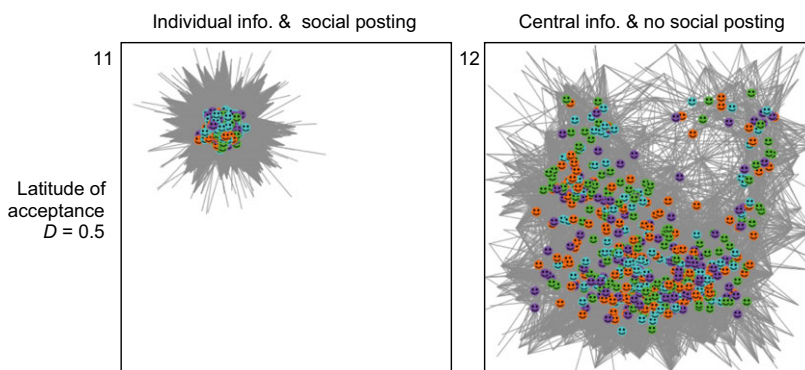 Individual info. & social posting
Central info. & no social posting
11
12
Latitude of
acceptance
D = 0.5